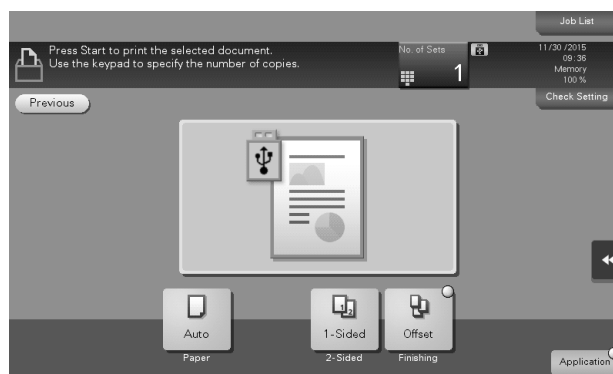 Job List
Press Start to print the selected document.
Use the keypad to specify the number of copies.
No. of Sets
1
11/30 /2015
09:36
Memory
100 %
Previous
Check Setting
Auto
1-Sided
Offset
Paper
2-Sided
Finishing
Application